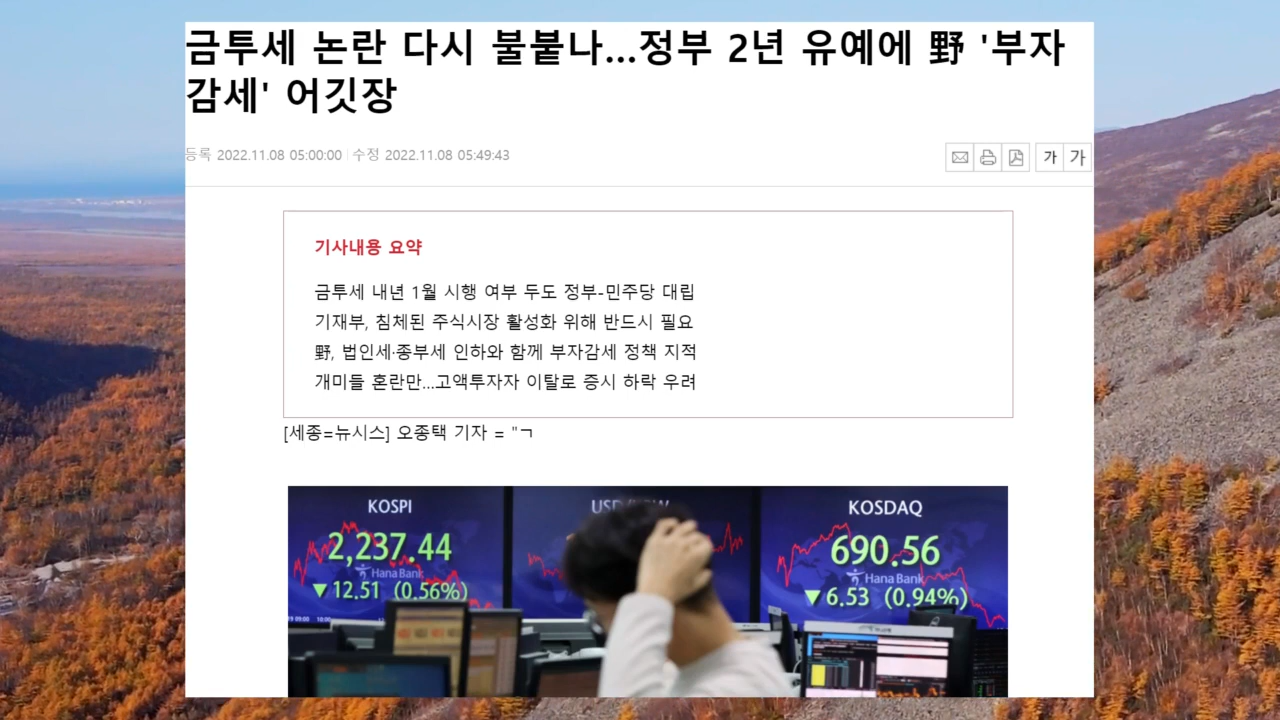 금투세 논란 다시 불붙나…정부 2년 유예에 野 '부자
감세' 어깃장
등록 2022.11.08 05:00:00 수정 2022.11.08 05:49:43
가 가
기사내용 요약
금투세 내년 1월 시행 여부 두도 정부-민주당 대립
기재부, 침체된 주식시장 활성화 위해 반드시 필요
野, 법인세·종부세 인하와 함께 부자감세 정책 지적
개미들 혼란만…고액투자자 이탈로 증시 하락 우려
[세종=뉴시스] 오종택 기자 = "ㄱ
KOSPI
2,237.44
Hana Bank
▼12.51 (0.56%)
KOSDAQ
690.56
Hana Bank
▼6.53 (0.94%)